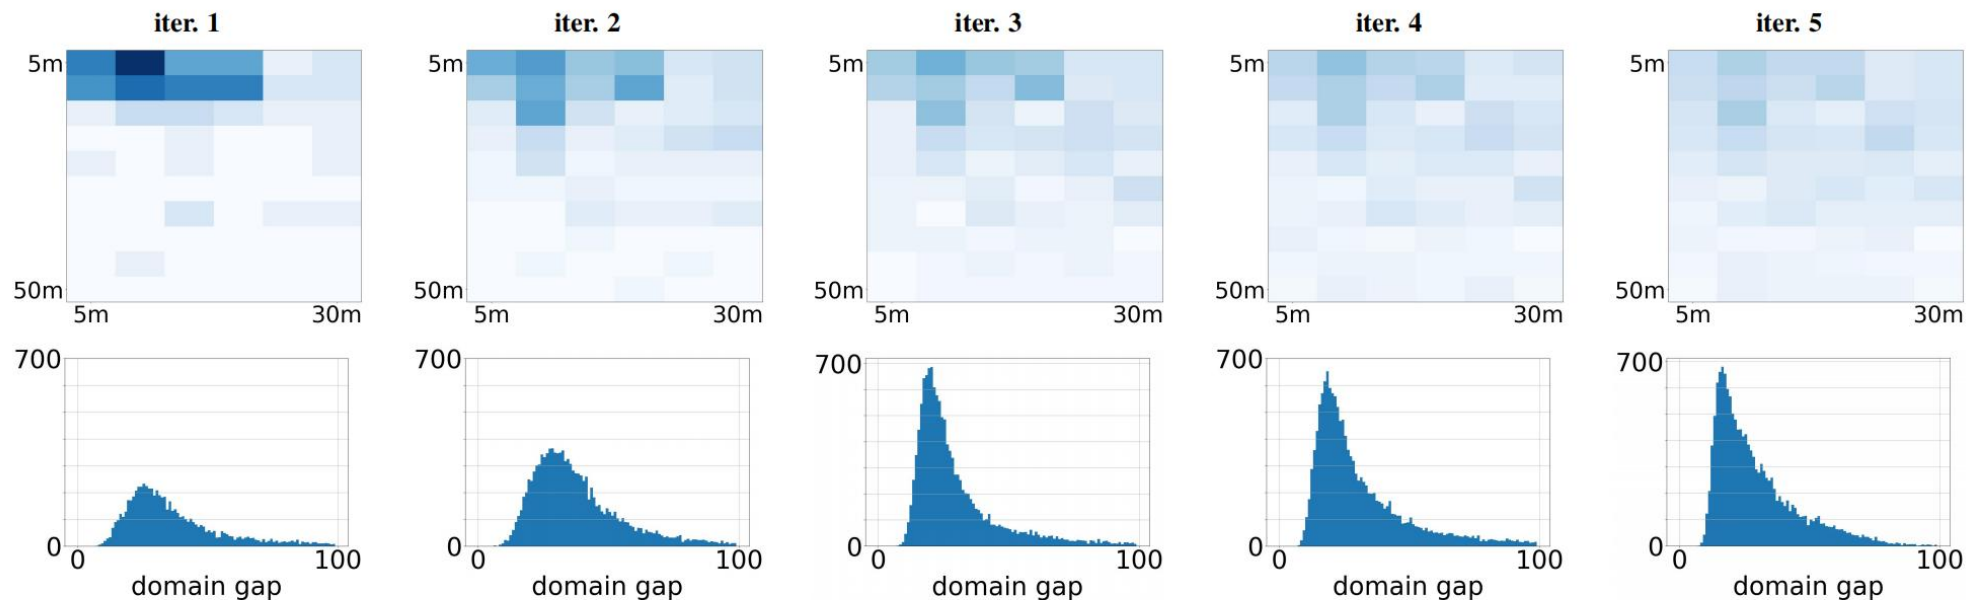 iter. 1 iter. 2 iter. 3 iter. 4 iter. 5
5m 5m 5m 5m 5m
50m 50m 50m 50m 50m
5m 30m 5m 30m 5m 30m 5m 30m 5m 30m
700 700 700 700 700
0 0 0 0 0
0 100 0 100 0 100 0 100 0 100
domain gap domain gap domain gap domain gap domain gap